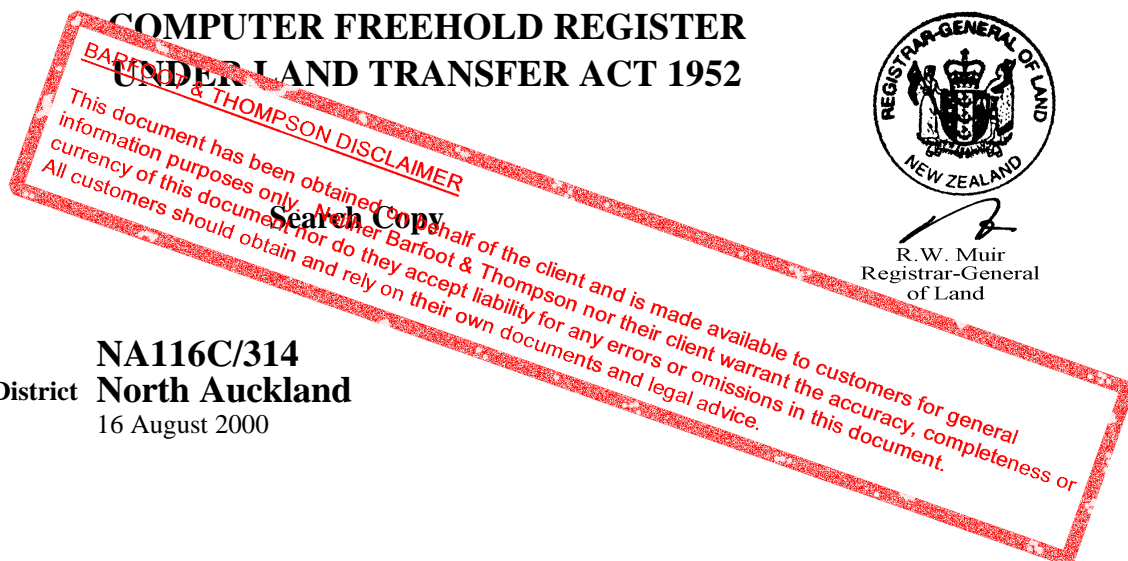 COMPUTER FREEHOLD REGISTER
UNDER LAND TRANSFER ACT 1952
REGISTRAR-GENERAL OF LAND
NEW ZEALAND
R.W. Muir
Registrar-General
of Land
BARFOOT & THOMPSON DISCLAIMER
This document has been obtained on behalf of the client and is made available to customers for general
information purposes only. Neither Barfoot & Thompson nor their client warrant the accuracy, completeness or
currency of this document nor do they accept liability for any errors or omissions in this document.
All customers should obtain and rely on their own documents and legal advice.
Search Copy
NA116C/314
District North Auckland
16 August 2000